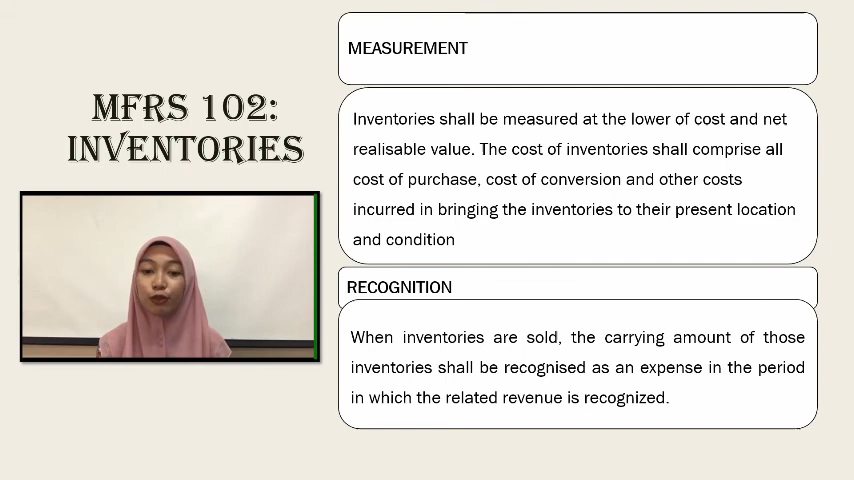 MFRS 102:
INVENTORIES
MEASUREMENT
Inventories shall be measured at the lower of cost and net
realisable value. The cost of inventories shall comprise all
cost of purchase, cost of conversion and other costs
incurred in bringing the inventories to their present location
and condition
RECOGNITION
When inventories are sold, the carrying amount of those
inventories shall be recognised as an expense in the period
in which the related revenue is recognized.